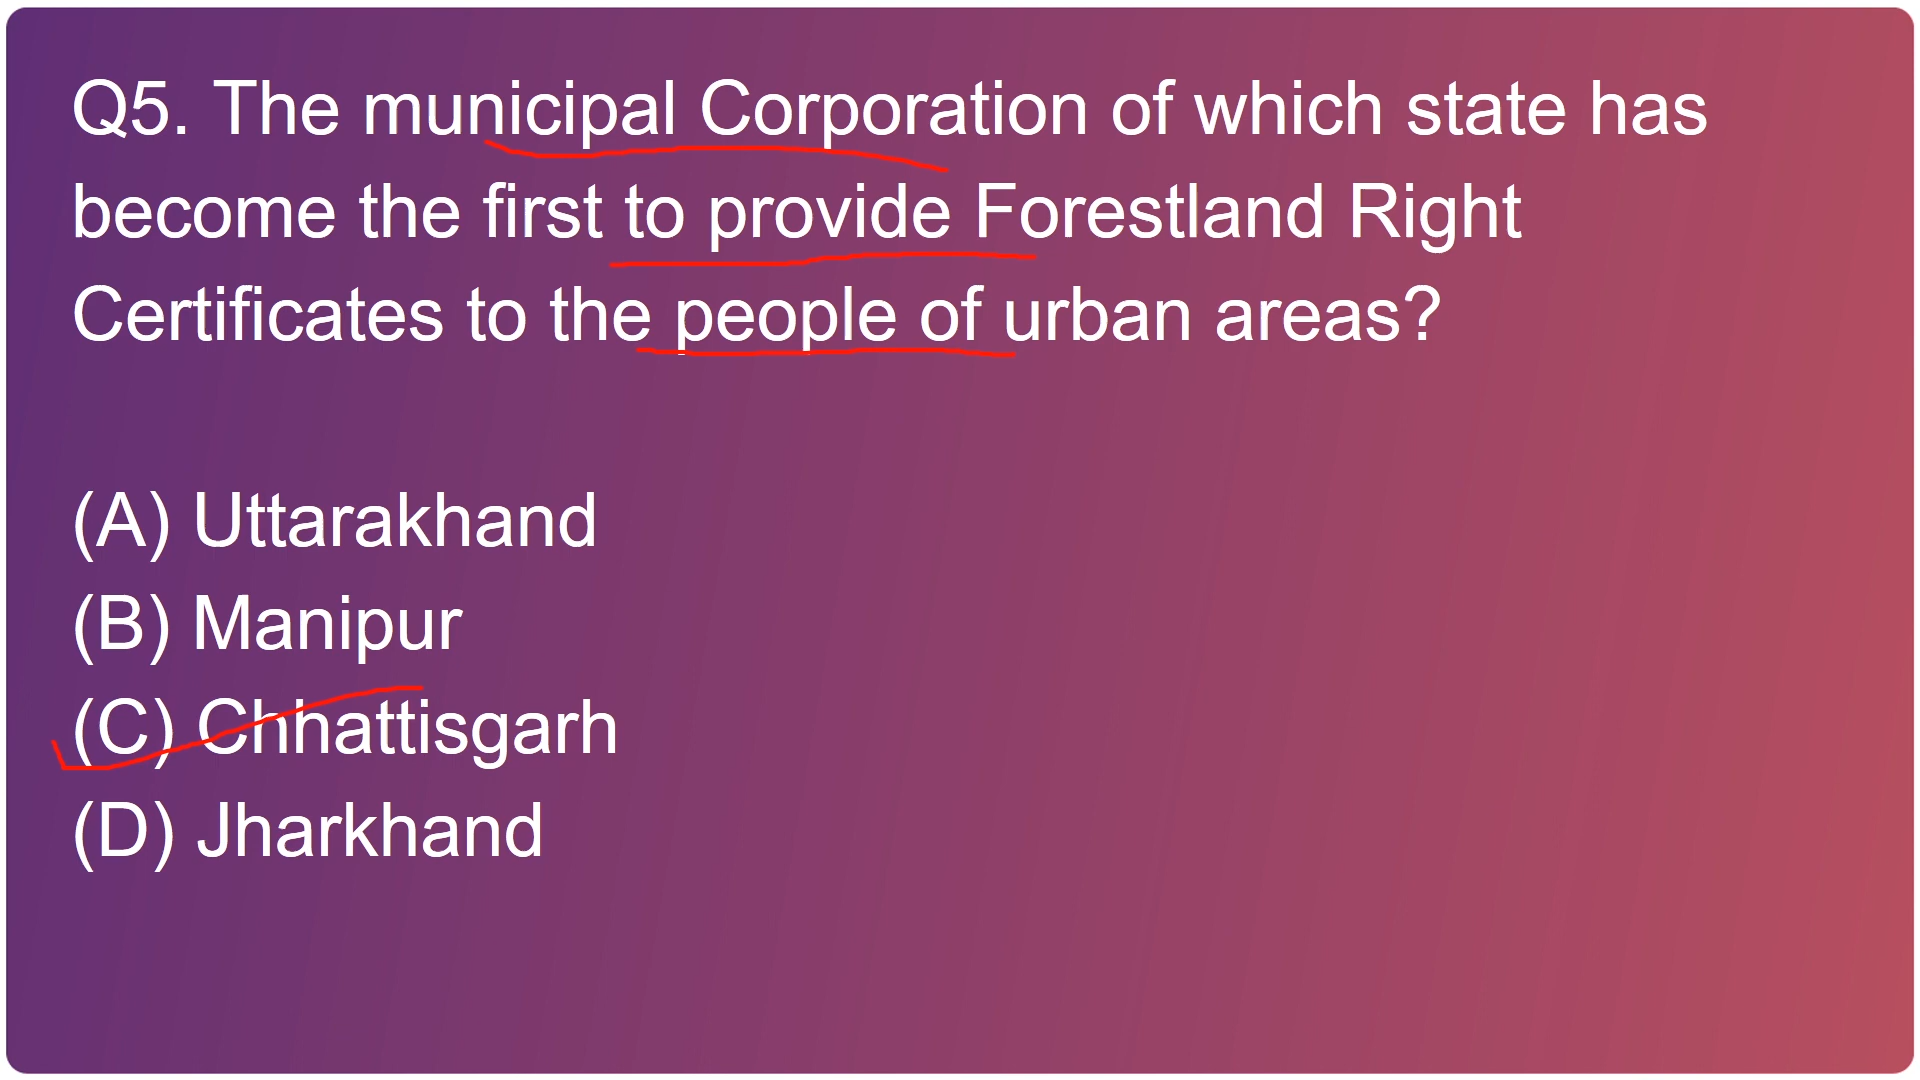 Q5. The municipal Corporation of which state has
become the first to provide Forestland Right
Certificates to the people of urban areas?
(A) Uttarakhand
(B) Manipur
(C) Chhattisgarh
(D) Jharkhand